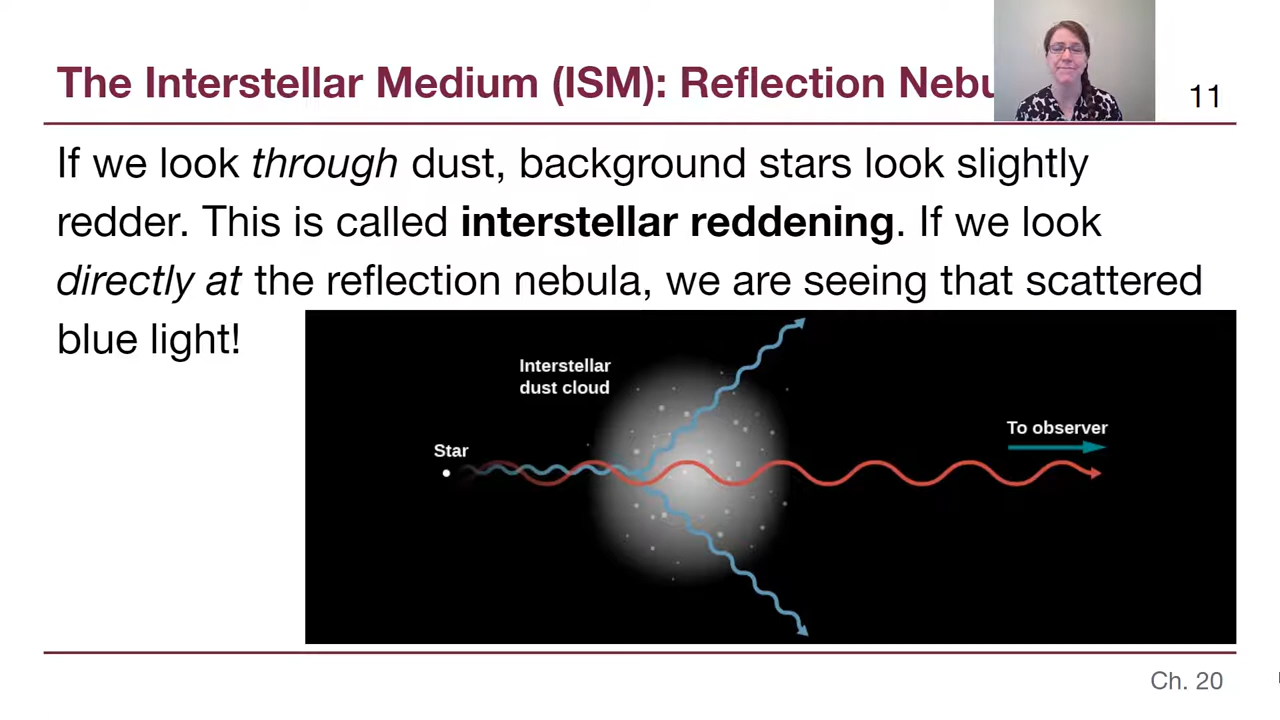 The Interstellar Medium (ISM): Reflection
11
If we look through dust, background stars look slightly
redder. This is called interstellar reddening. If we look
directly at the reflection nebula, we are seeing that scattered
blue light!
Interstellar
dust cloud
Star
To observer
Ch. 20